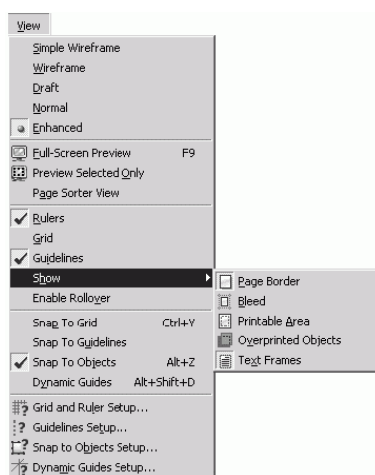 View
Simple Wireframe
Wireframe
Draft
Normal
Enhanced
Full-Screen Preview F9
Preview Selected Only
Page Sorter View
Rulers
Grid
Guidelines
Show
Page Border
Enable Rollover
Bleed
Snap To Grid Ctrl+Y
Printable Area
Snap To Guidelines
Overprinted Objects
Snap To Objects Alt+Z
Text Frames
Dynamic Guides Alt+Shift+D
Grid and Ruler Setup...
Guidelines Setup...
Snap to Objects Setup...
Dynamic Guides Setup...